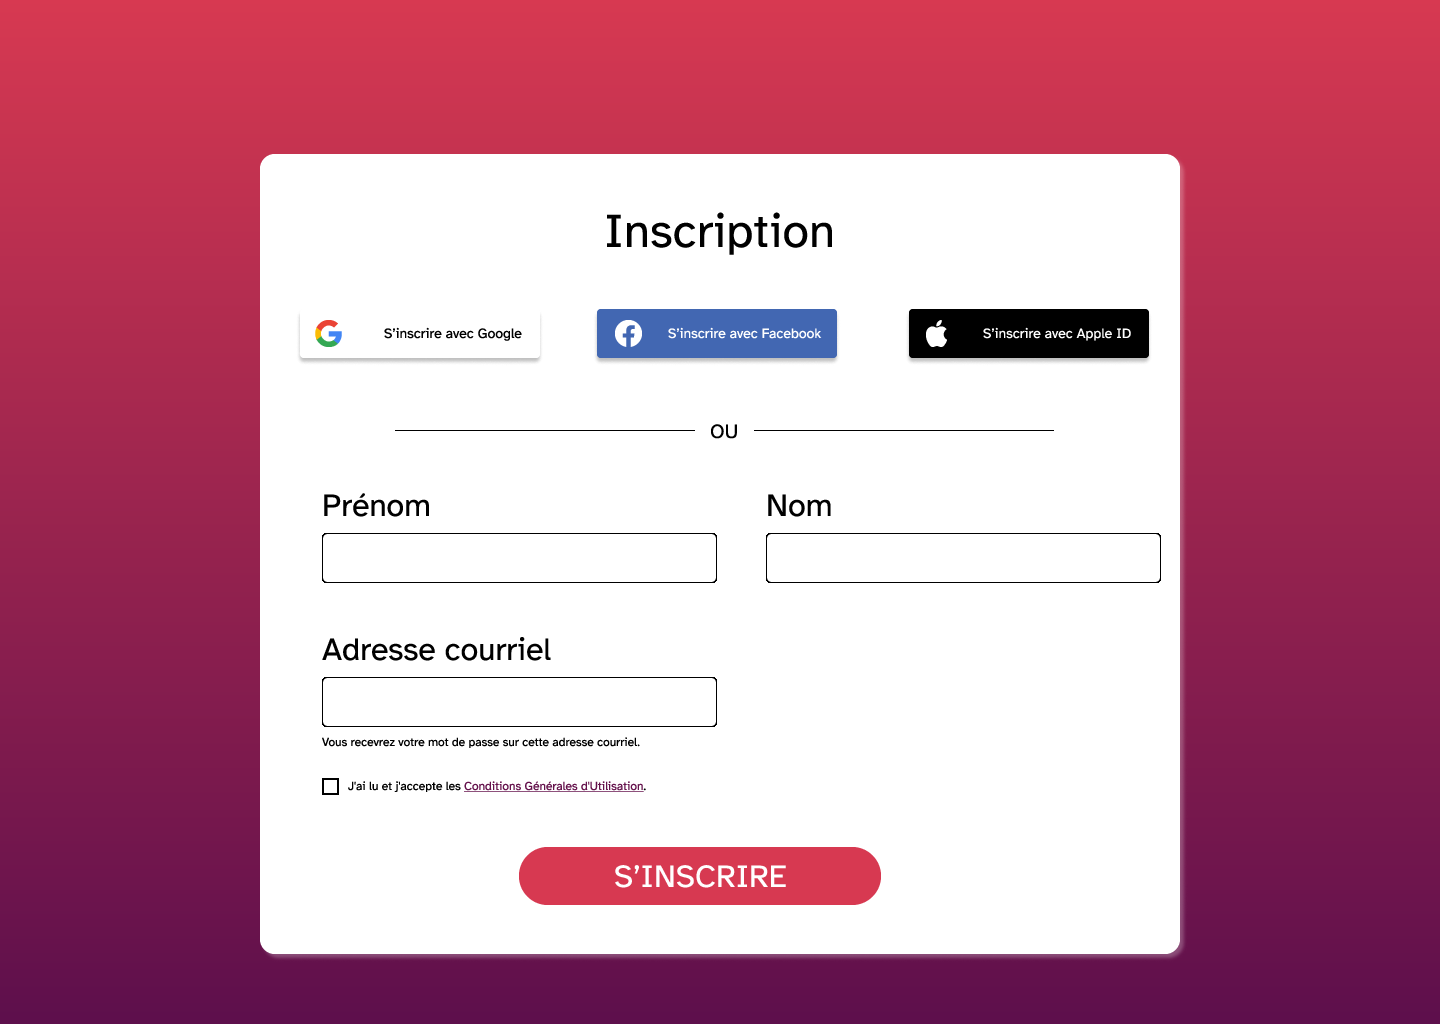 Inscription
S'inscrire avec Google
S'inscrire avec Facebook
S'inscrire avec Apple ID
OU
Prénom
Nom
Adresse courriel
Vous recevrez votre mot de passe sur cette adresse courriel.
J'ai lu et j'accepte les Conditions Générales d'Utilisation.
S’INSCRIRE